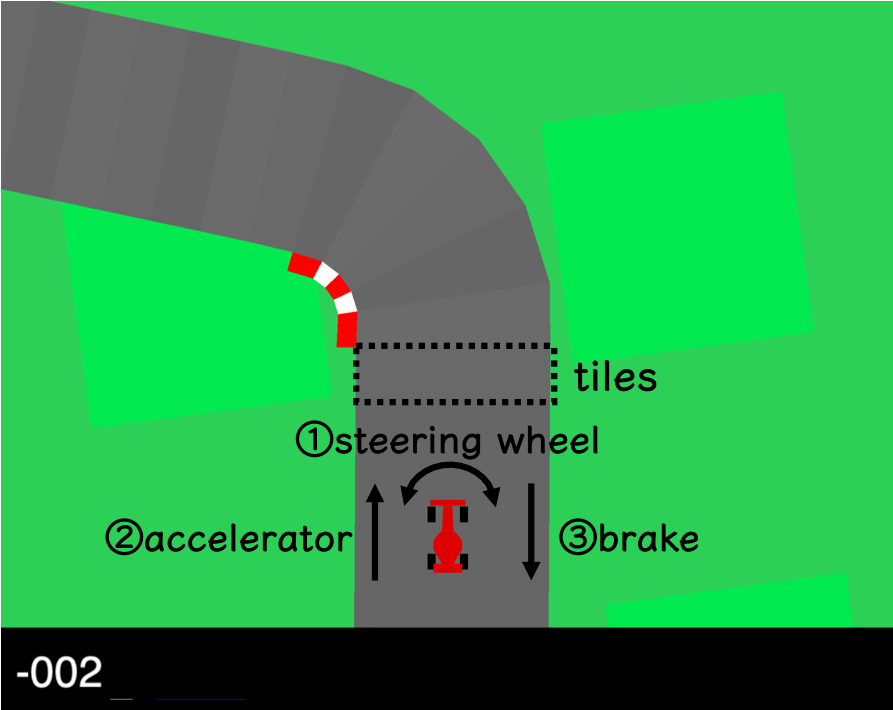 tiles
①steering wheel
②accelerator
③brake
-002